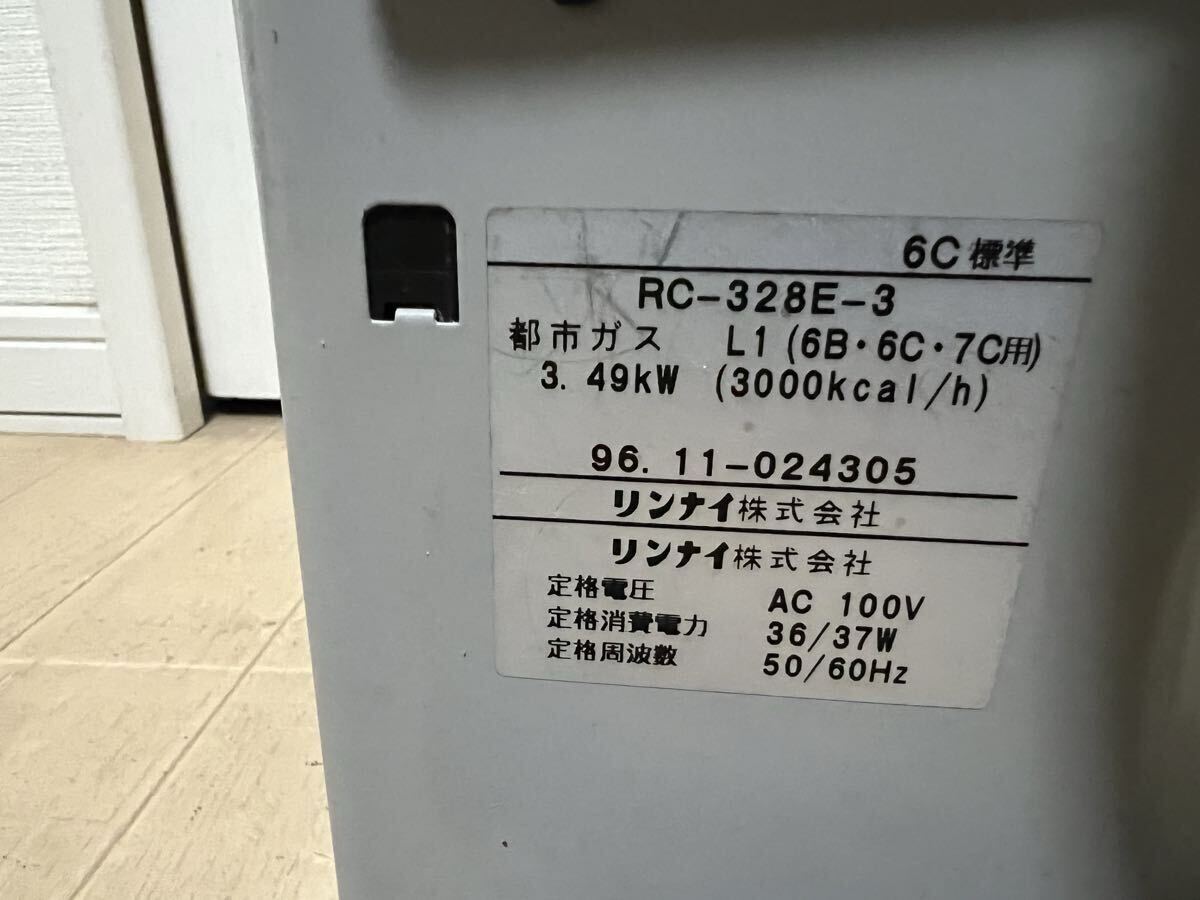 6C標準
RC-328E-3
都市ガス L1 (6B・6C・7C用)
3. 49kW (3000kcal/h)
96. 11-024305
リンナイ株式会社
リンナイ株式会社
定格電圧 AC 100V
定格消費電力 36/37W
定格周波数 50/60Hz